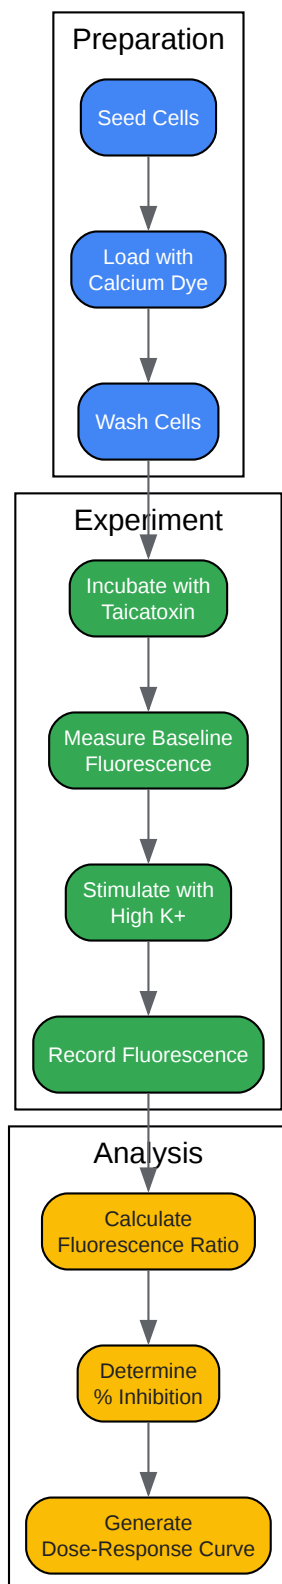 Preparation
Seed Cells
Load with
Calcium Dye
Wash Cells
Experiment
Incubate with
Taicatoxin
Measure Baseline
Fluorescence
Stimulate with
High K+
Record Fluorescence
Analysis
Calculate
Fluorescence Ratio
Determine
% Inhibition
Generate
Dose-Response Curve